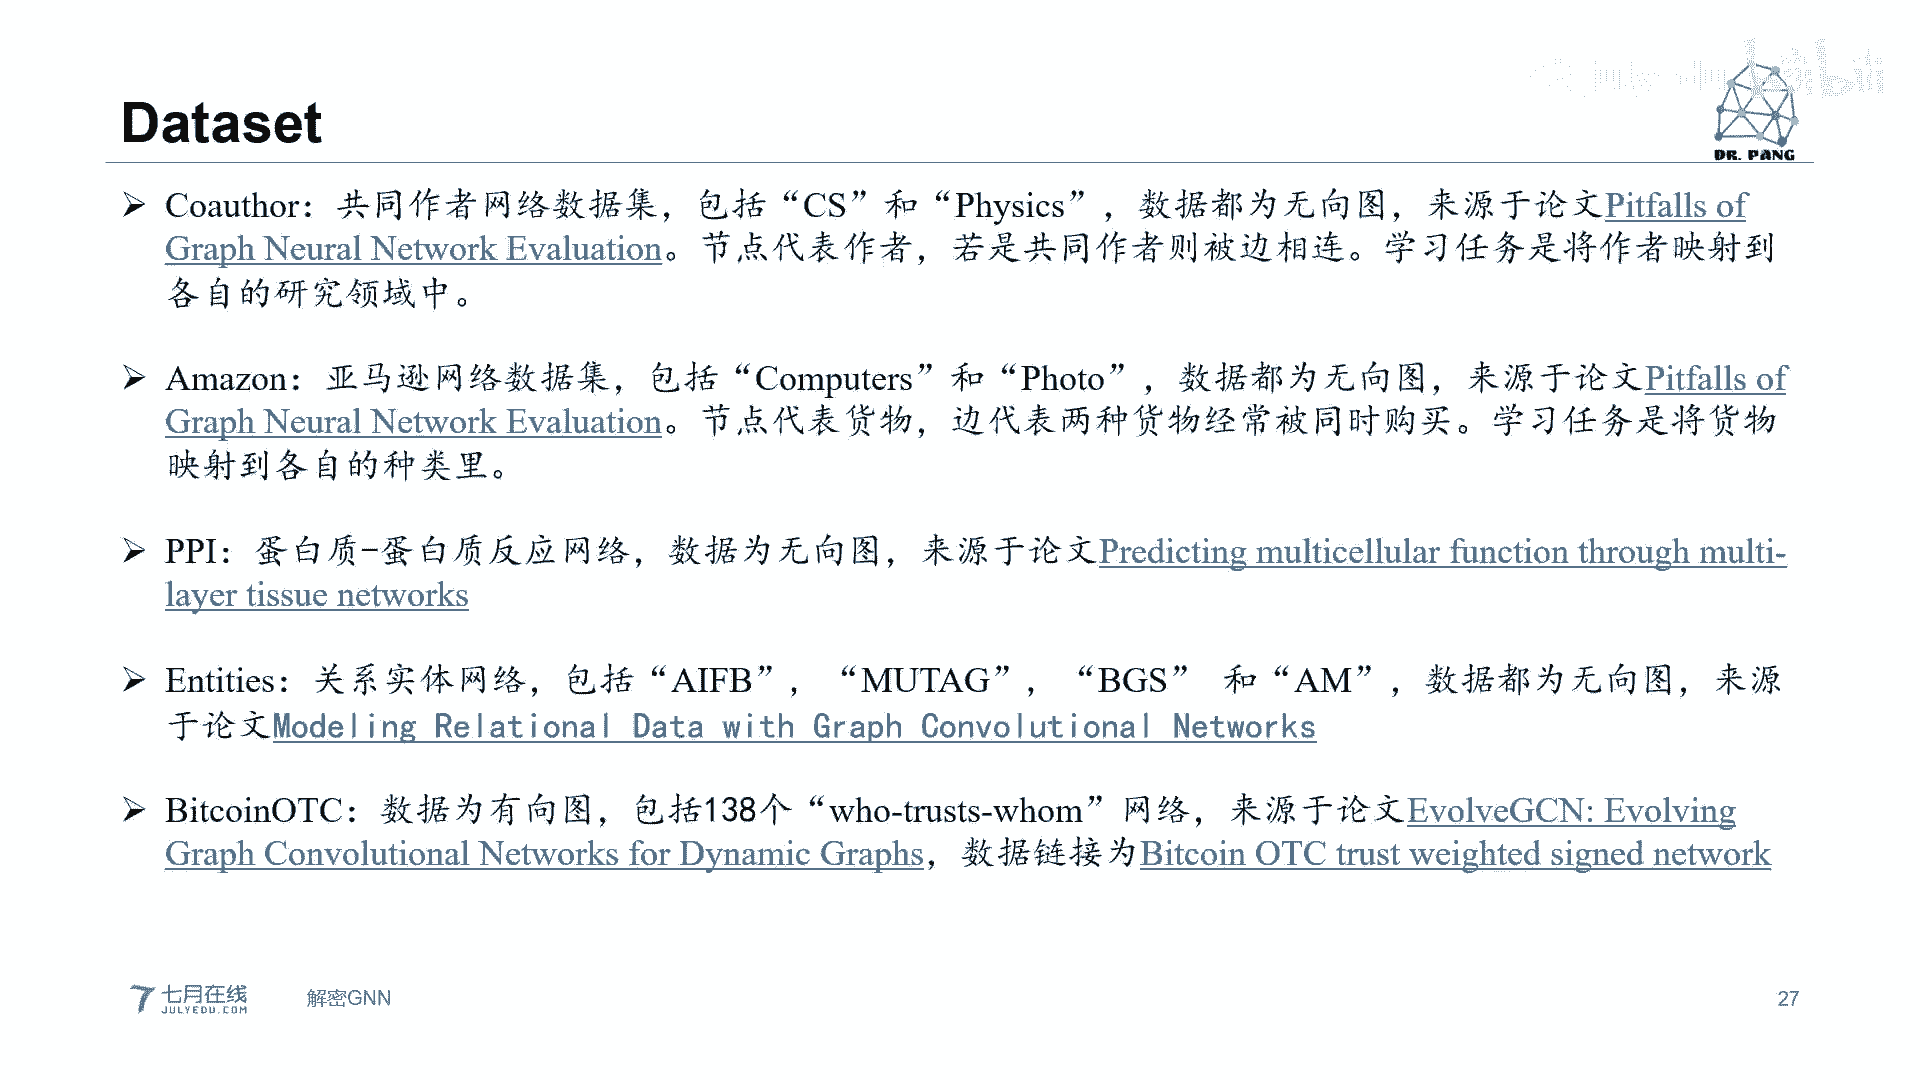 Dataset
DR. PANG
➢ Coauthor：共同作者网络数据集，包括“CS”和“Physics”，数据都为无向图，来源于论文Pitfalls of
Graph Neural Network Evaluation。节点代表作者，若是共同作者则被边相连。学习任务是将作者映射到
各自的研究领域中。
➢ Amazon：亚马逊网络数据集，包括“Computers”和“Photo”，数据都为无向图，来源于论文Pitfalls of
Graph Neural Network Evaluation。节点代表货物，边代表两种货物经常被同时购买。学习任务是将货物
映射到各自的种类里。
➢ PPI：蛋白质-蛋白质反应网络，数据为无向图，来源于论文Predicting multicellular function through multi-
layer tissue networks
➢ Entities：关系实体网络，包括“AIFB”，“MUTAG”，“BGS” 和“AM”，数据都为无向图，来源
于论文Modeling Relational Data with Graph Convolutional Networks
➢ BitcoinOTC：数据为有向图，包括138个“who-trusts-whom”网络，来源于论文EvolveGCN: Evolving
Graph Convolutional Networks for Dynamic Graphs，数据链接为Bitcoin OTC trust weighted signed network
七月在线
JULYEDU.COM
解密GNN
27